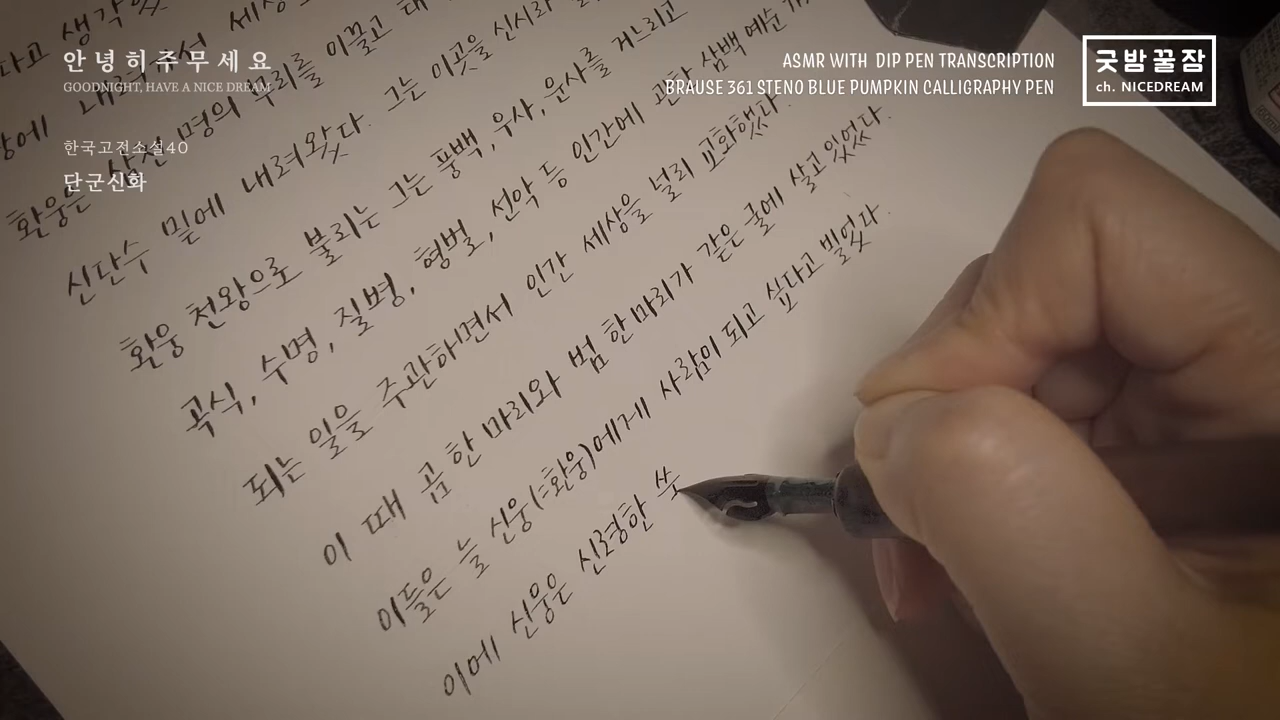 안녕히쥬무세요
GOODNIGHT, HAVE A NICE DREAM
한국고전소설40
단군신화
ASMR WITH DIP PEN TRANSCRIPTION
BRAUSE 361 STENO BLUE PUMPKIN CALLIGRAPHY PEN
굿밤꿀잠
ch. NICEDREAM
다고 생각
내려 세상
환웅은 삼천 명의 무리를 이끌고
신단수 밑에 내려왔다. 그는 이곳을 신시라
환웅 천왕으로 불리는 그는 풍백, 우사, 운사를 거느리고
곡식, 수명, 질병, 형벌, 선악 등 인간에 관한 삼백 예순
되는 일을 주관하면서 인간 세상을 널리 교화했다.
이 때 곰 한 마리와 범 한 마리가 같은 굴에 살고 있었다.
이들은 늘 신웅(=환웅)에게 사람이 되고 싶다고 빌었다.
이에 신웅은 신령한 쑥